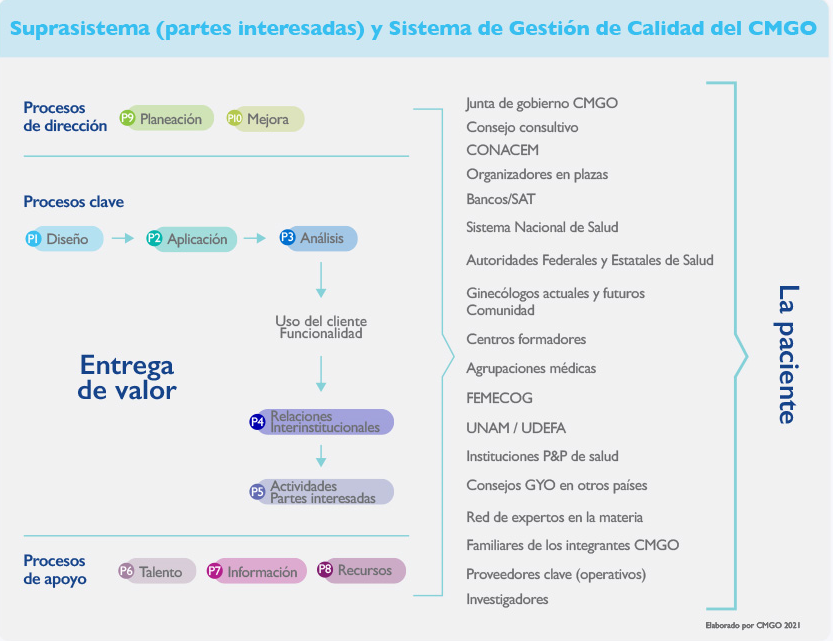 Suprasistema (partes interesadas) y Sistema de Gestión de Calidad del CMGO
Procesos
de dirección
P9 Planeación
P10 Mejora
Procesos clave
P1 Diseño
P2 Aplicación
P3 Análisis
Uso del cliente
Funcionalidad
Entrega
de valor
P4 Relaciones
Interinstitucionales
P5 Actividades
Partes interesadas
Procesos
de apoyo
P6 Talento
P7 Información
P8 Recursos
Junta de gobierno CMGO
Consejo consultivo
CONACEM
Organizadores en plazas
Bancos/SAT
Sistema Nacional de Salud
Autoridades Federales y Estatales de Salud
Ginecólogos actuales y futuros
Comunidad
Centros formadores
Agrupaciones médicas
FEMECOG
UNAM / UDEFA
Instituciones P&P de salud
Consejos GYO en otros países
Red de expertos en la materia
Familiares de los integrantes CMGO
Proveedores clave (operativos)
Investigadores
La paciente
Elaborado por CMGO 2021